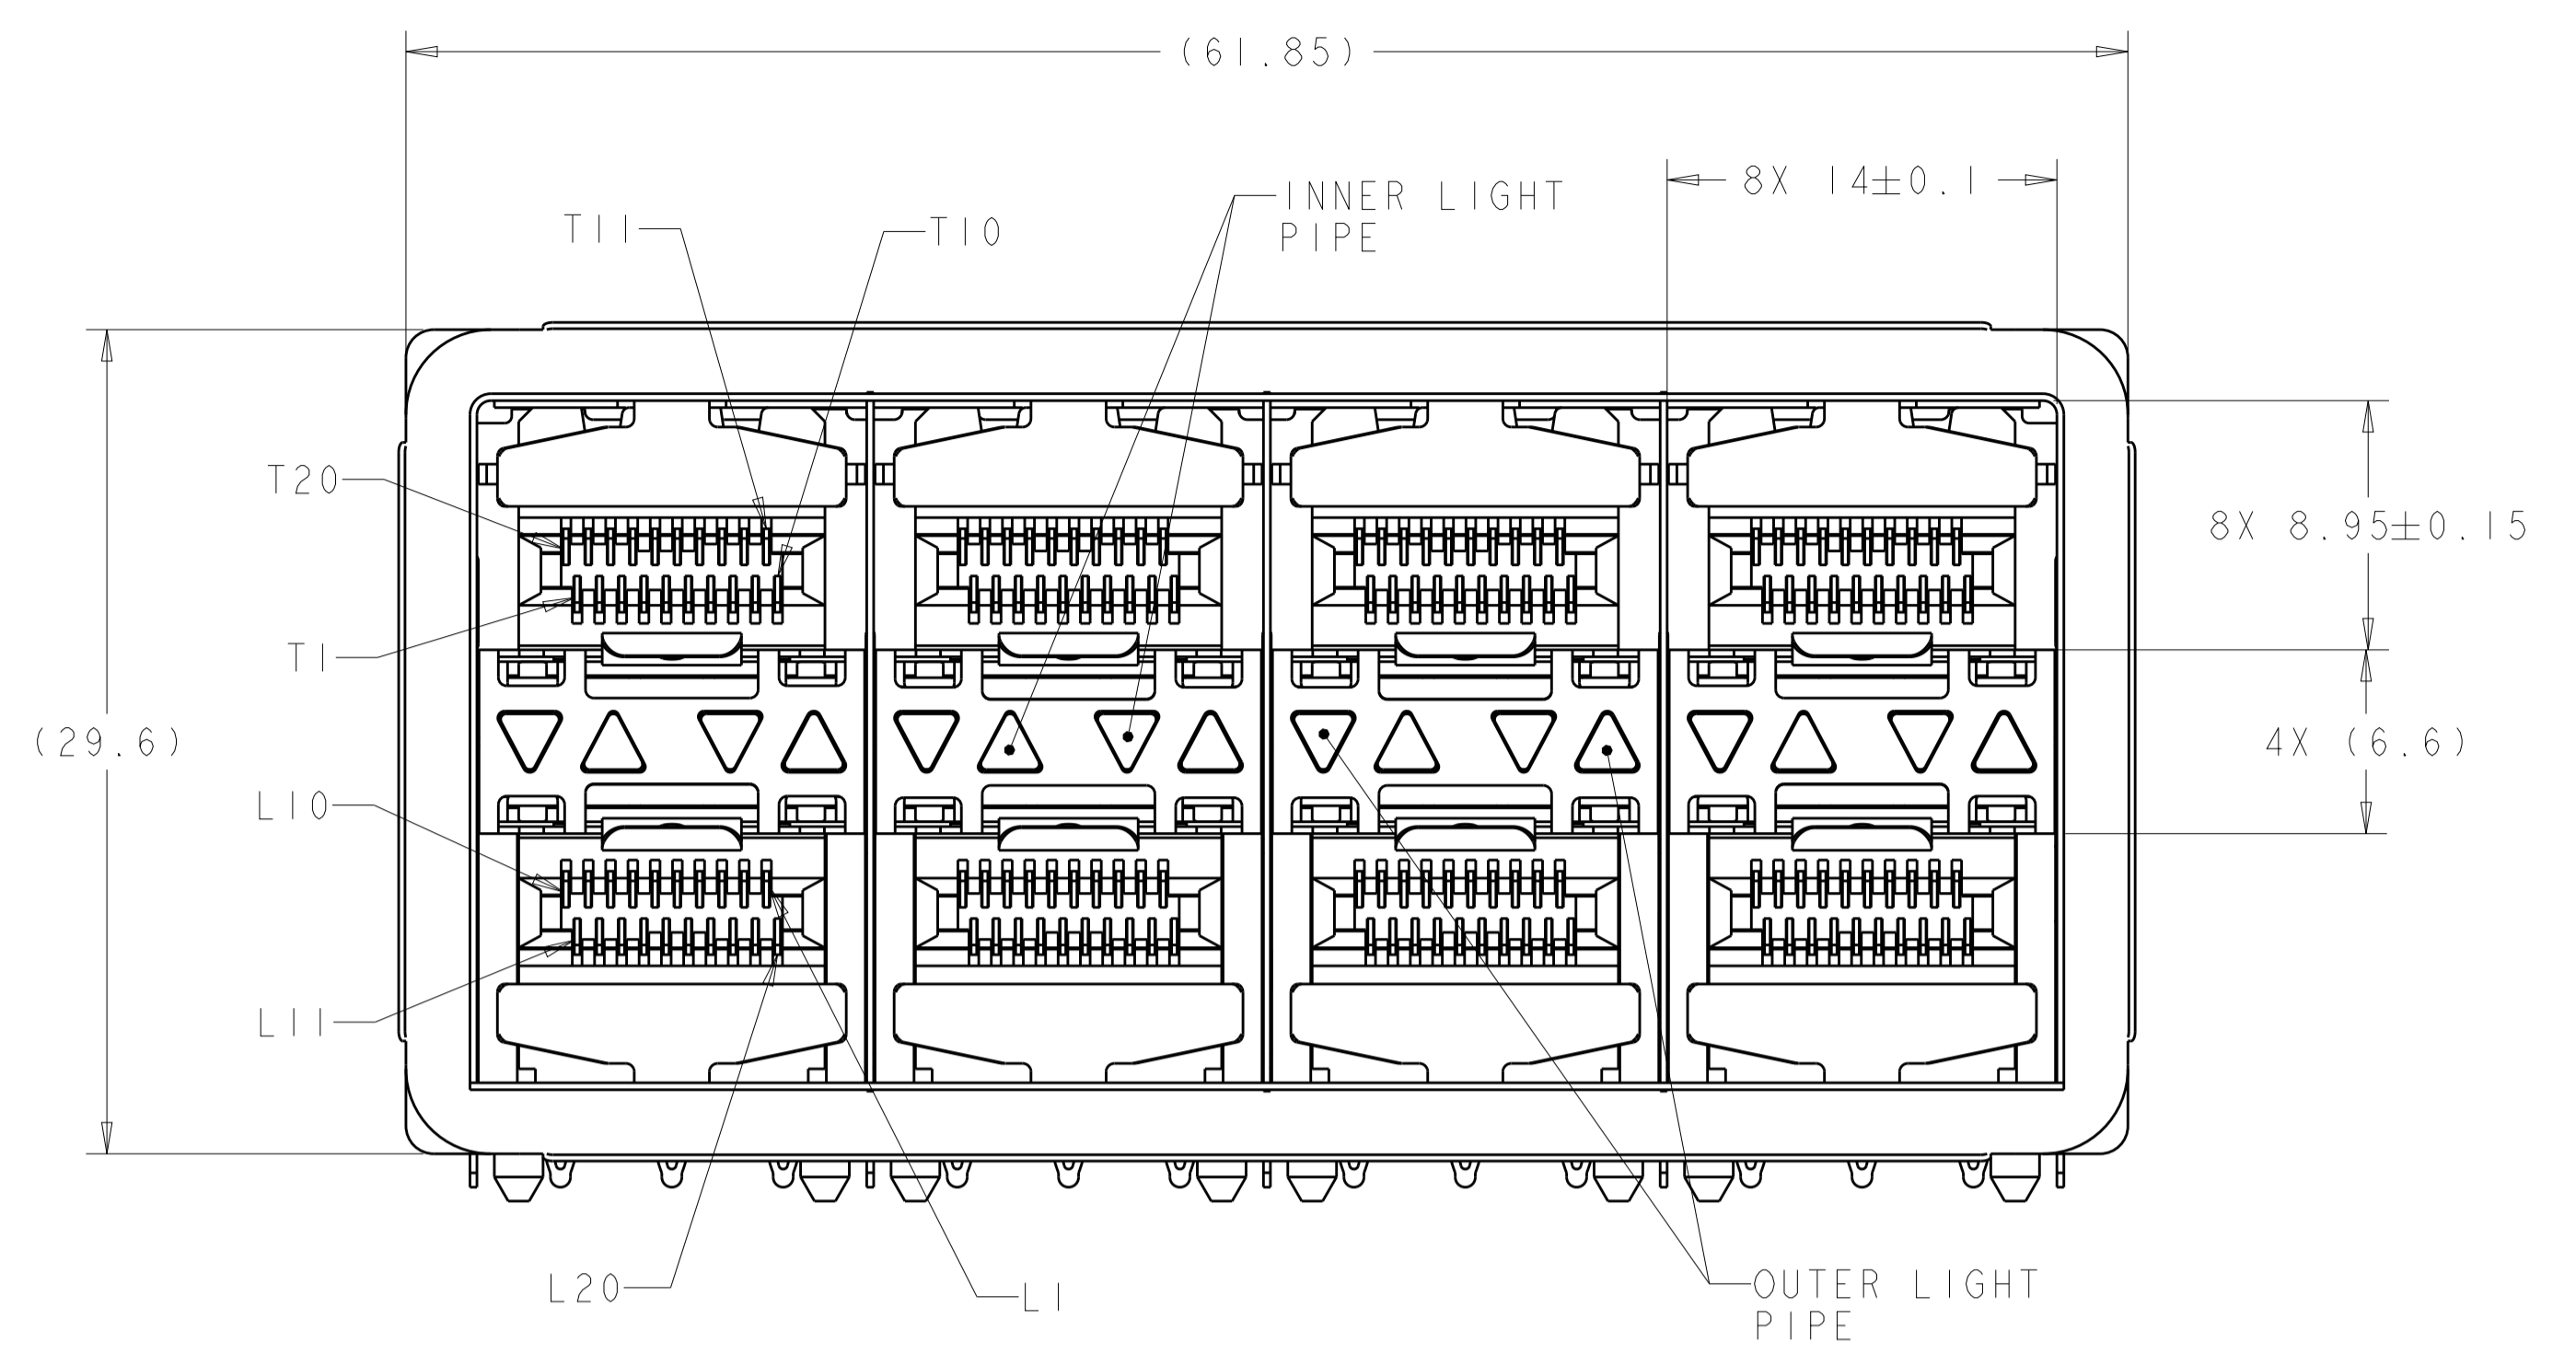 (61.85)
8X 14±0.1
INNER LIGHT
PIPE
T11
T10
T20
8X 8.95±0.15
T1
(29.6)
4X (6.6)
L10
L11
L20
L1
OUTER LIGHT
PIPE